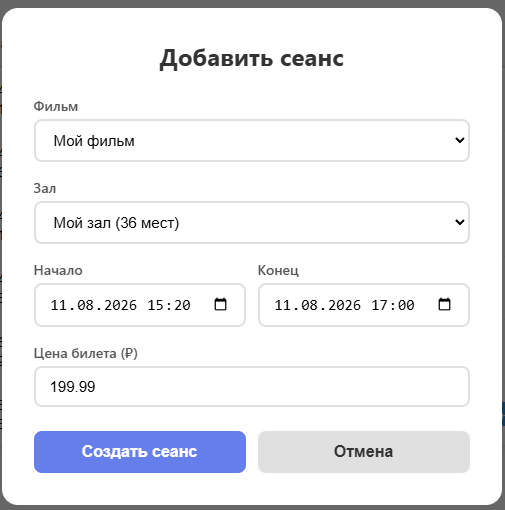 Добавить сеанс
Фильм
Мой фильм
Зал
Мой зал (36 мест)
Начало Конец
11.08.2026 15:20 11.08.2026 17:00
Цена билета (₽)
199.99
Создать сеанс Отмена